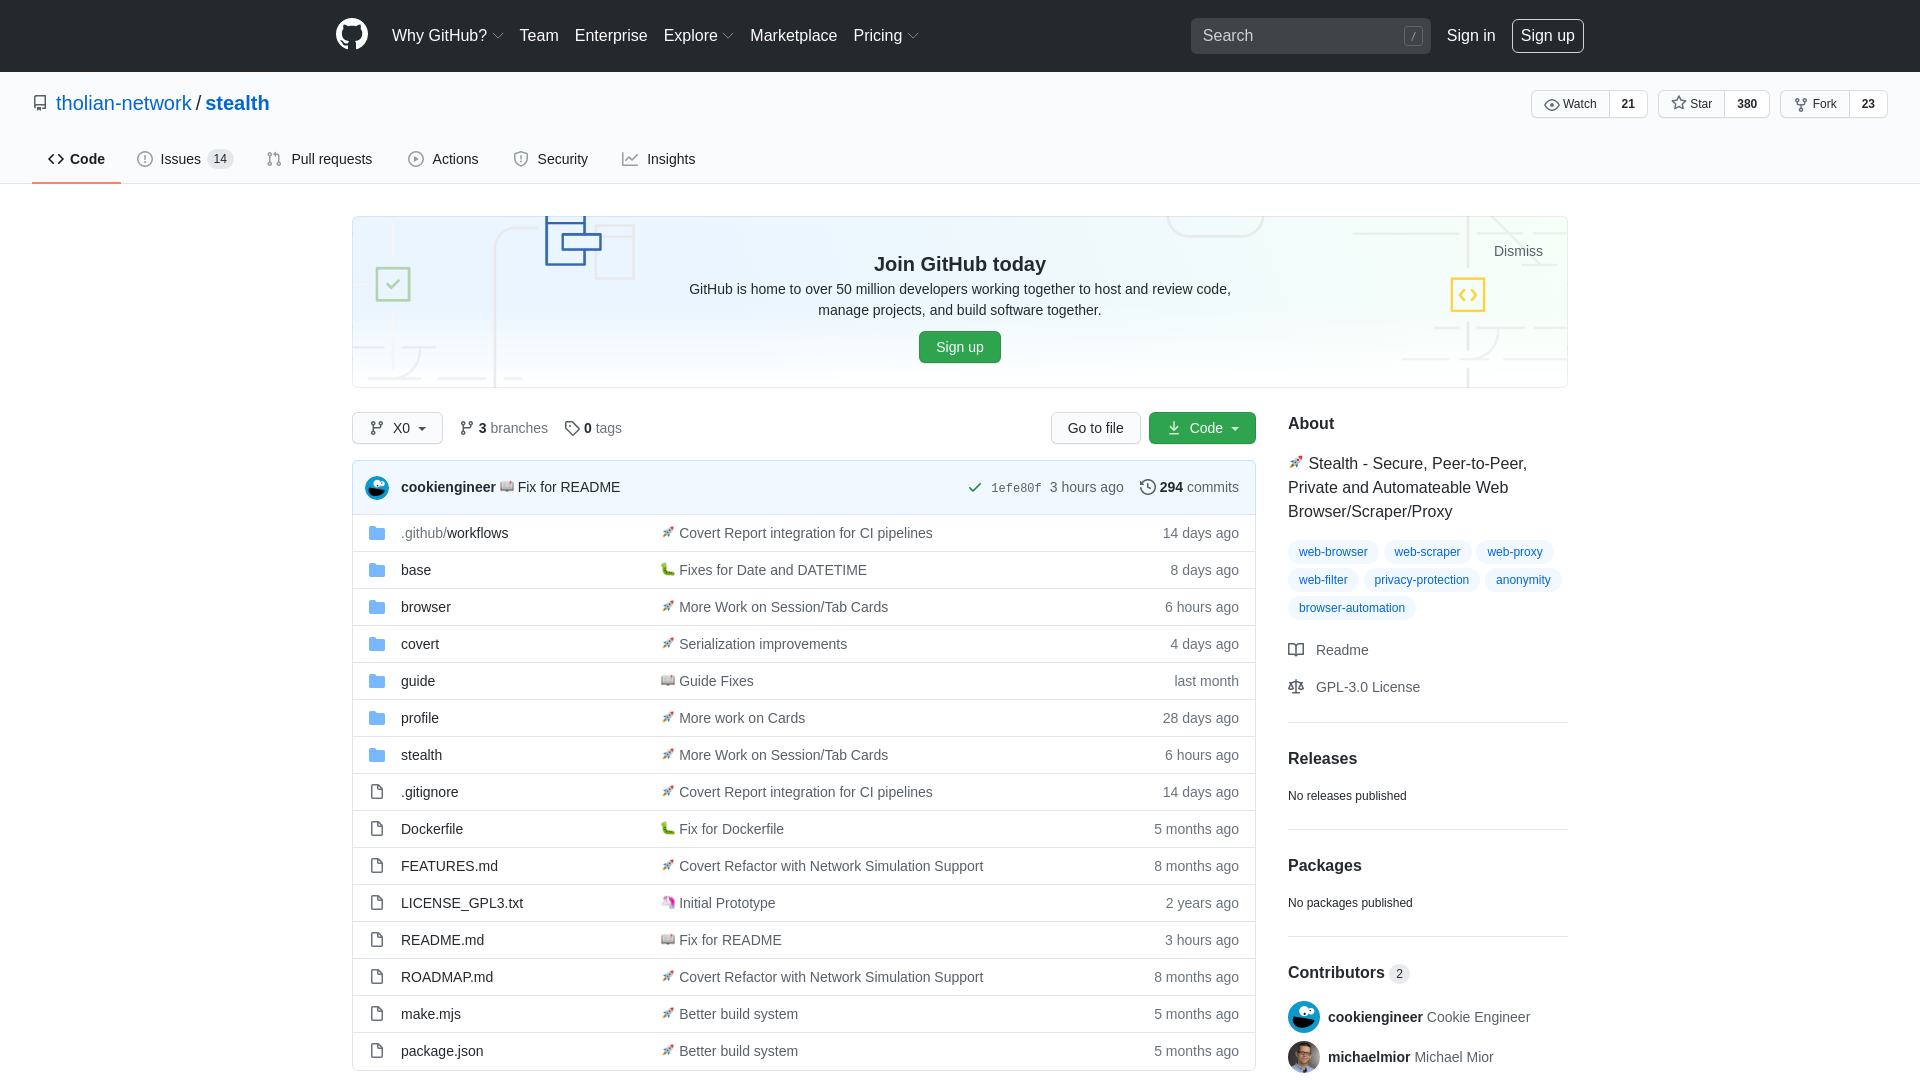 Why GitHub? Team Enterprise Explore Marketplace Pricing Search / Sign in Sign up
tholian-network / stealth Watch 21 Star 380 Fork 23
Code Issues 14 Pull requests Actions Security Insights
Dismiss
Join GitHub today
GitHub is home to over 50 million developers working together to host and review code,
manage projects, and build software together.
Sign up
X0 3 branches 0 tags Go to file Code
cookiengineer Fix for README 1efe80f 3 hours ago 294 commits
.github/workflows Covert Report integration for CI pipelines 14 days ago
base Fixes for Date and DATETIME 8 days ago
browser More Work on Session/Tab Cards 6 hours ago
covert Serialization improvements 4 days ago
guide Guide Fixes last month
profile More work on Cards 28 days ago
stealth More Work on Session/Tab Cards 6 hours ago
.gitignore Covert Report integration for CI pipelines 14 days ago
Dockerfile Fix for Dockerfile 5 months ago
FEATURES.md Covert Refactor with Network Simulation Support 8 months ago
LICENSE_GPL3.txt Initial Prototype 2 years ago
README.md Fix for README 3 hours ago
ROADMAP.md Covert Refactor with Network Simulation Support 8 months ago
make.mjs Better build system 5 months ago
package.json Better build system 5 months ago
About
Stealth - Secure, Peer-to-Peer,
Private and Automateable Web
Browser/Scraper/Proxy
web-browser web-scraper web-proxy
web-filter privacy-protection anonymity
browser-automation
Readme
GPL-3.0 License
Releases
No releases published
Packages
No packages published
Contributors 2
cookiengineer Cookie Engineer
michaelmior Michael Mior